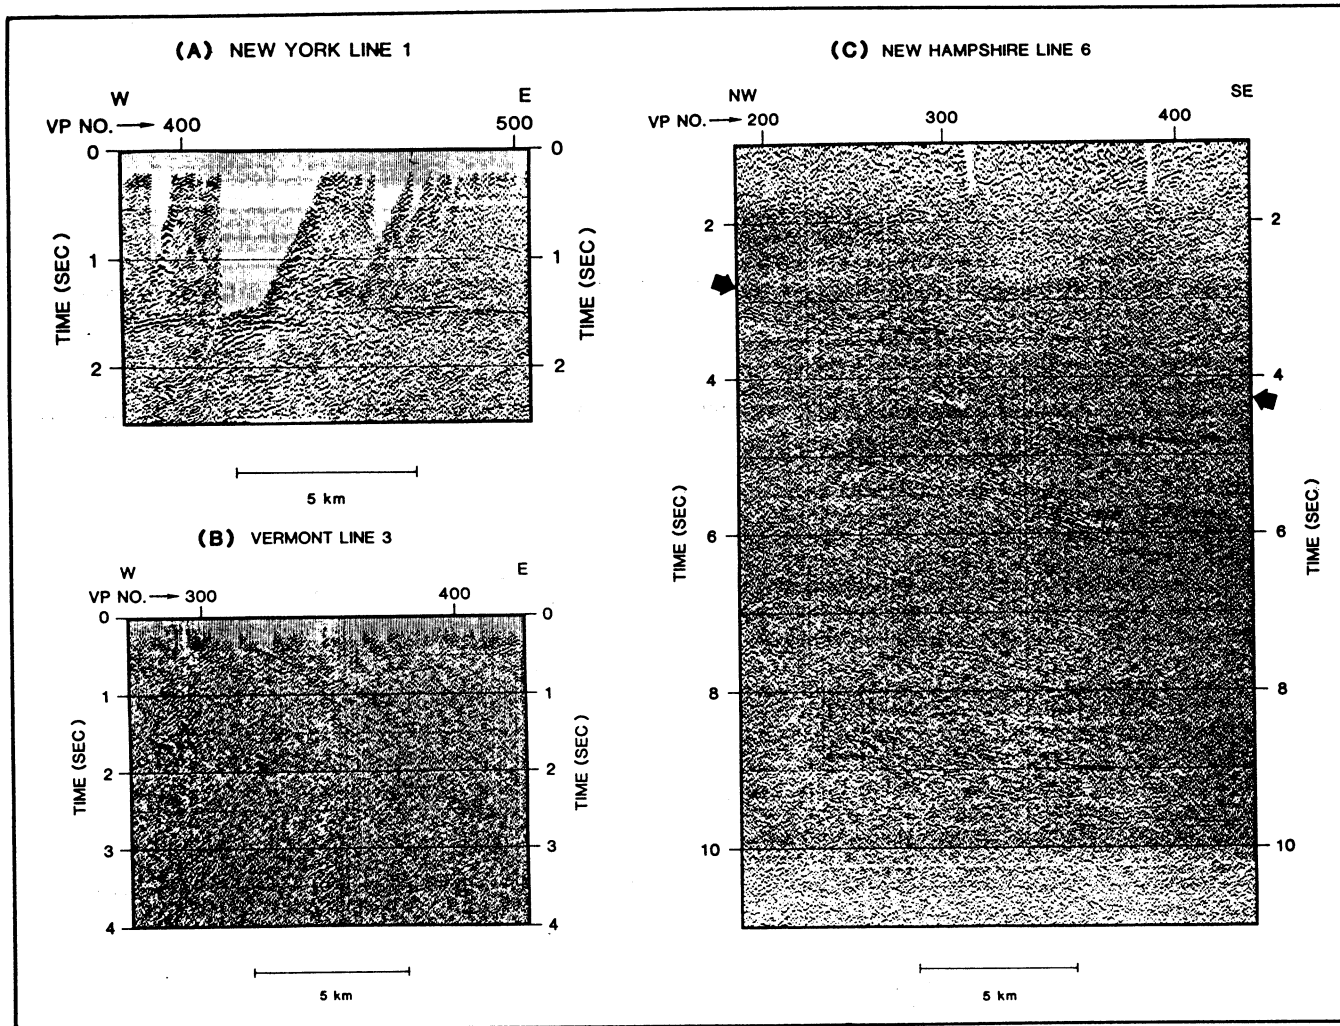 (A) NEW YORK LINE 1
W
E
VP NO. → 400
500
0
0
1
1
2
2
TIME (SEC)
TIME (SEC)
5 km
(B) VERMONT LINE 3
W
E
VP NO. → 300
400
0
0
1
1
2
2
3
3
4
4
TIME (SEC)
TIME (SEC)
5 km
(C) NEW HAMPSHIRE LINE 6
NW
SE
VP NO. → 200
300
400
2
2
4
4
6
6
8
8
10
10
TIME (SEC)
TIME (SEC)
5 km